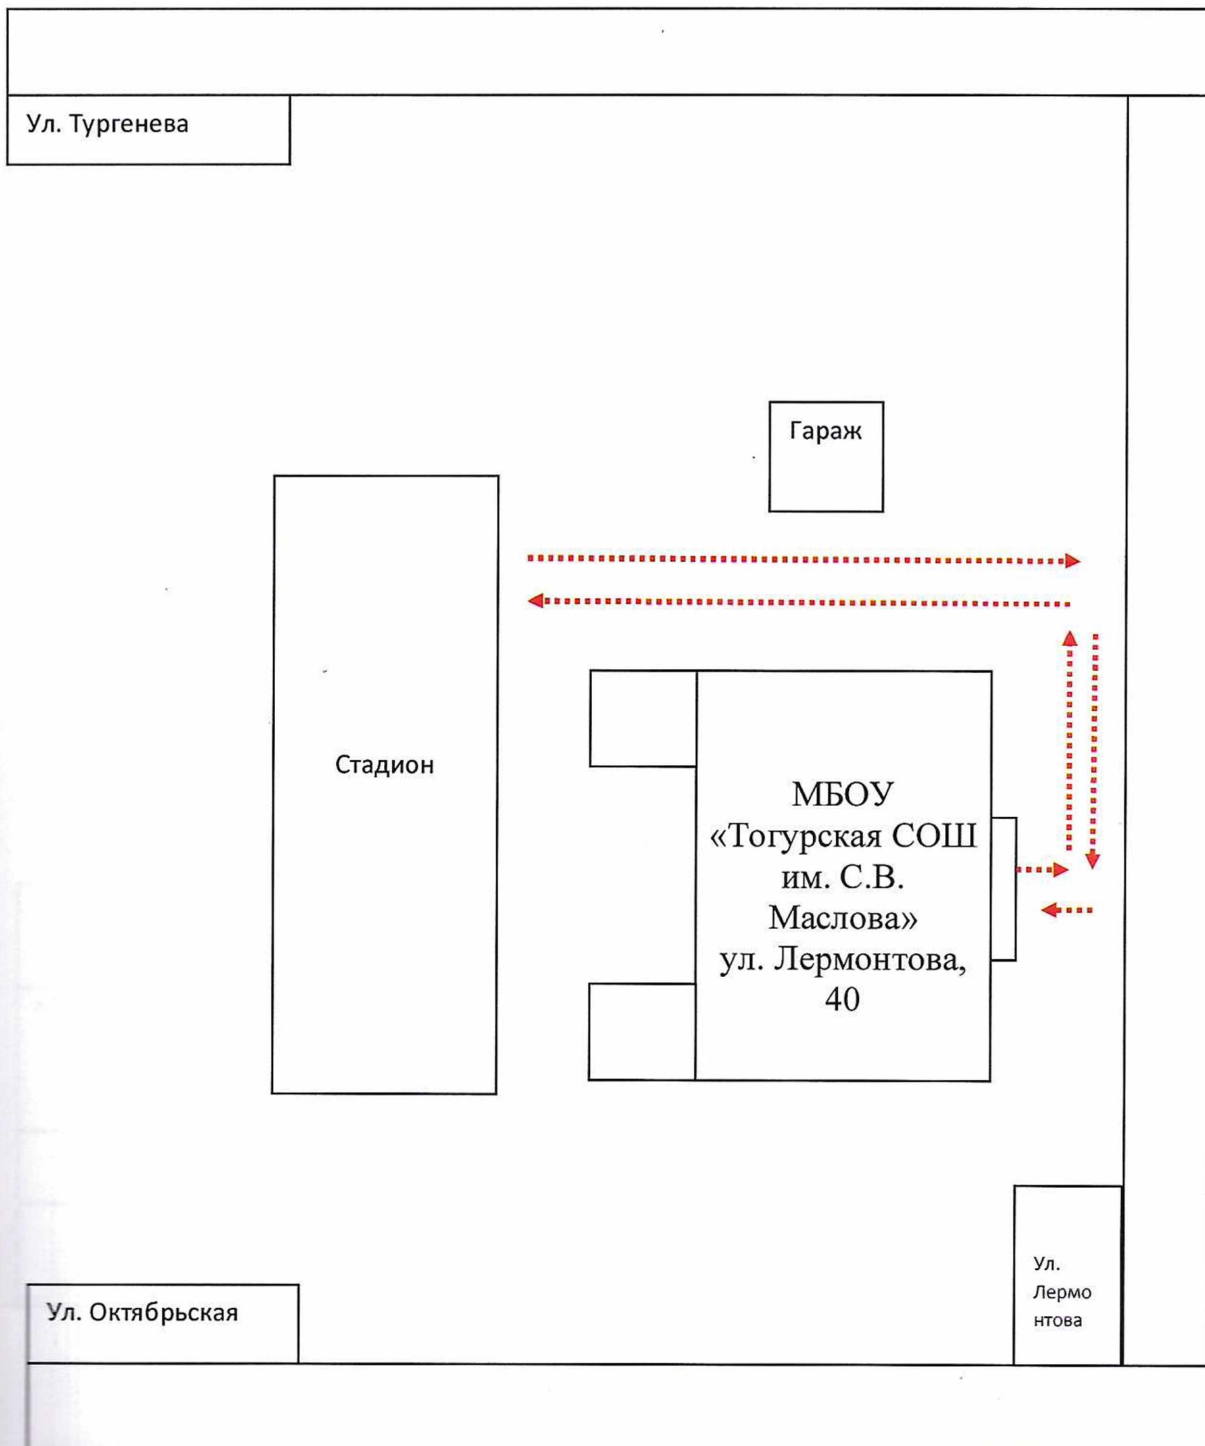 Ул. Тургенева
Гараж
Стадион
МБОУ
«Тогурская СОШ
им. С.В.
Маслова»
ул. Лермонтова,
40
Ул.
Лермо
нтова
Ул. Октябрьская